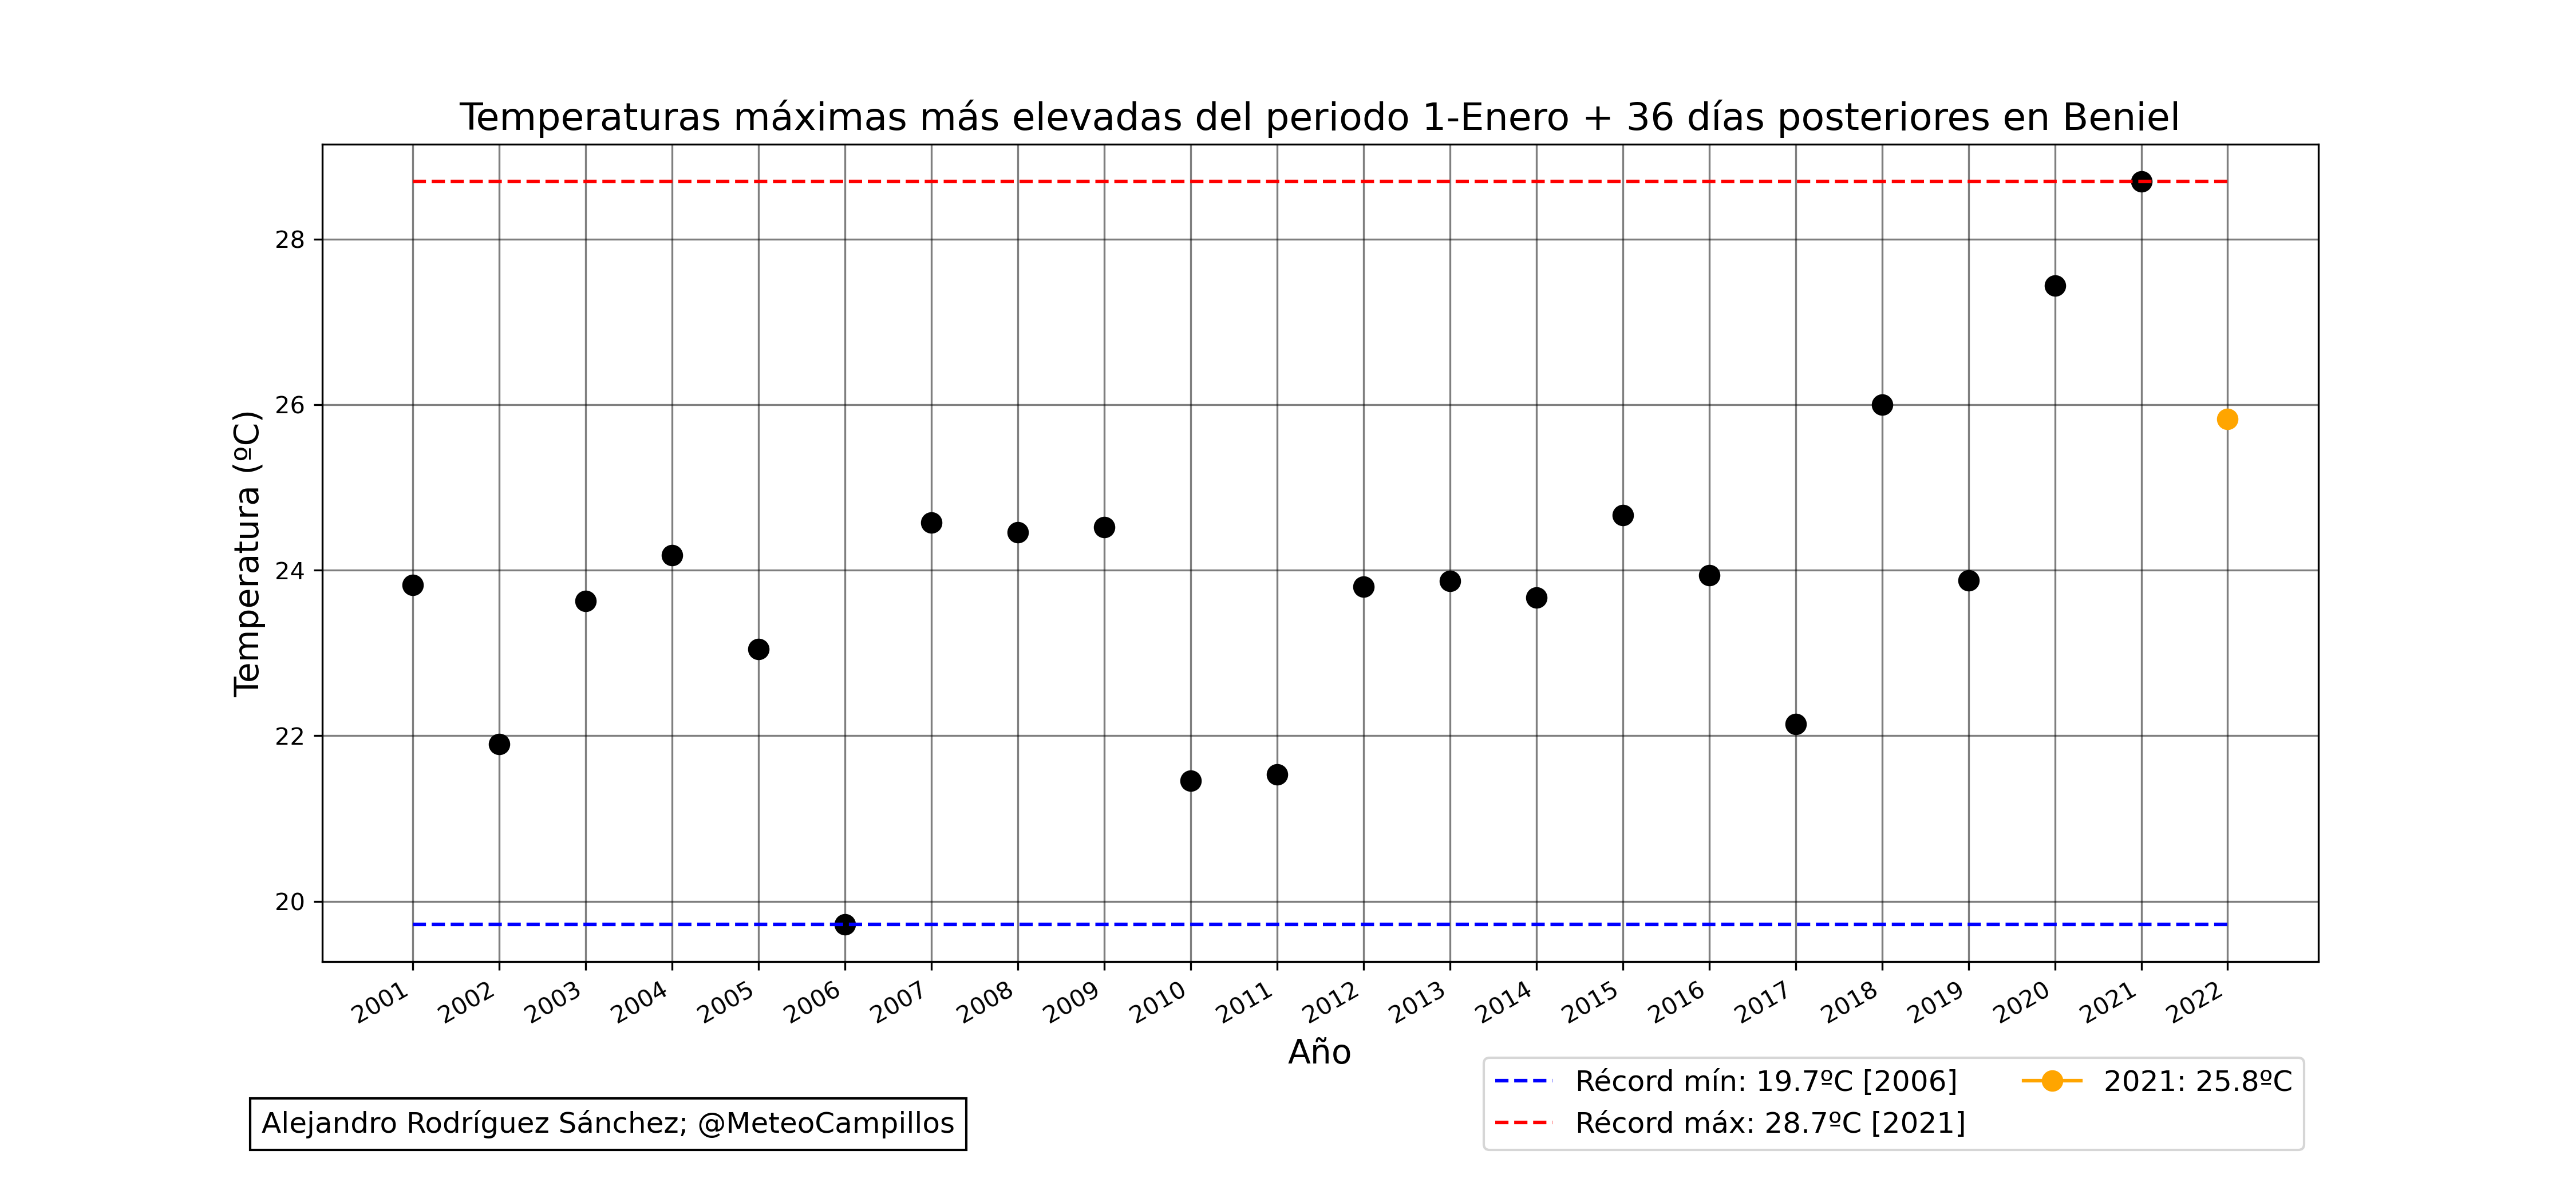 Temperaturas máximas más elevadas del periodo 1-Enero + 36 días posteriores en Beniel
Temperatura (ºC)
28
26
24
22
20
2001 2002 2003 2004 2005 2006 2007 2008 2009 2010 2011 2012 2013 2014 2015 2016 2017 2018 2019 2020 2021 2022
Año
Récord mín: 19.7ºC [2006]
Récord máx: 28.7ºC [2021]
2021: 25.8ºC
Alejandro Rodríguez Sánchez; @MeteoCampillos